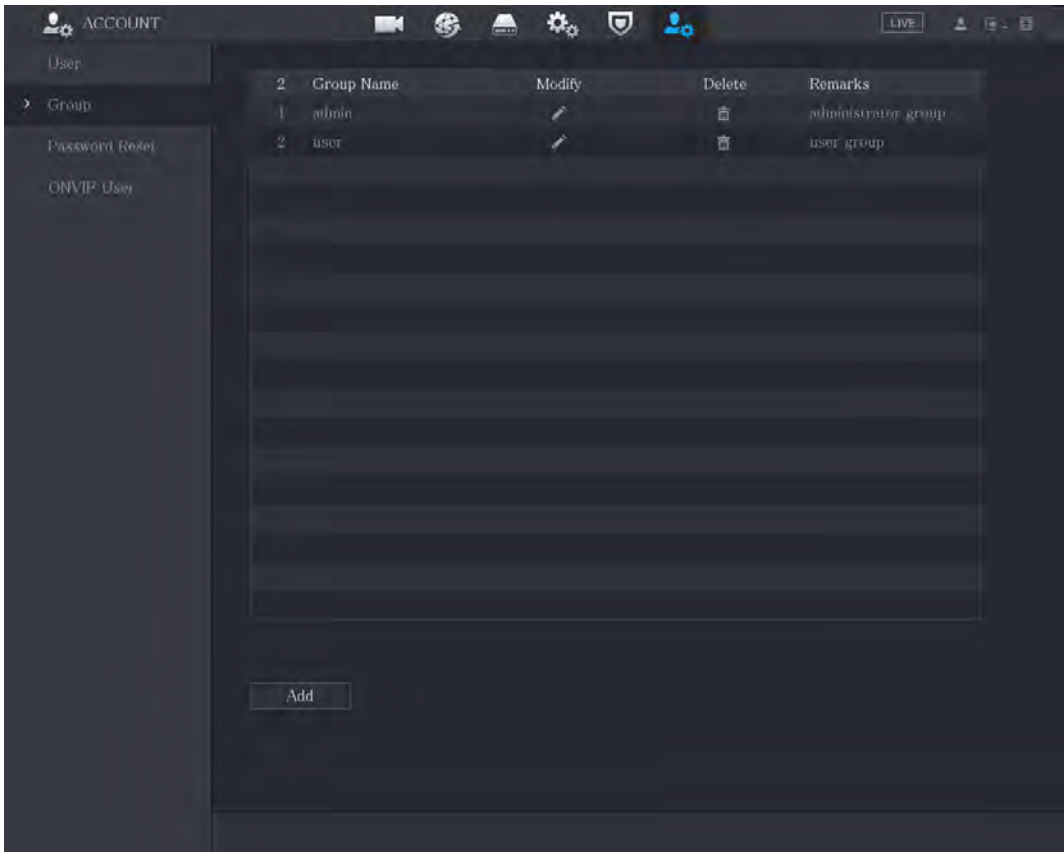 ACCOUNT
LIVE
User
Group
Password Reset
ONVIF User
2 Group Name Modify Delete Remarks
1 admin administrator group
2 user user group
Add